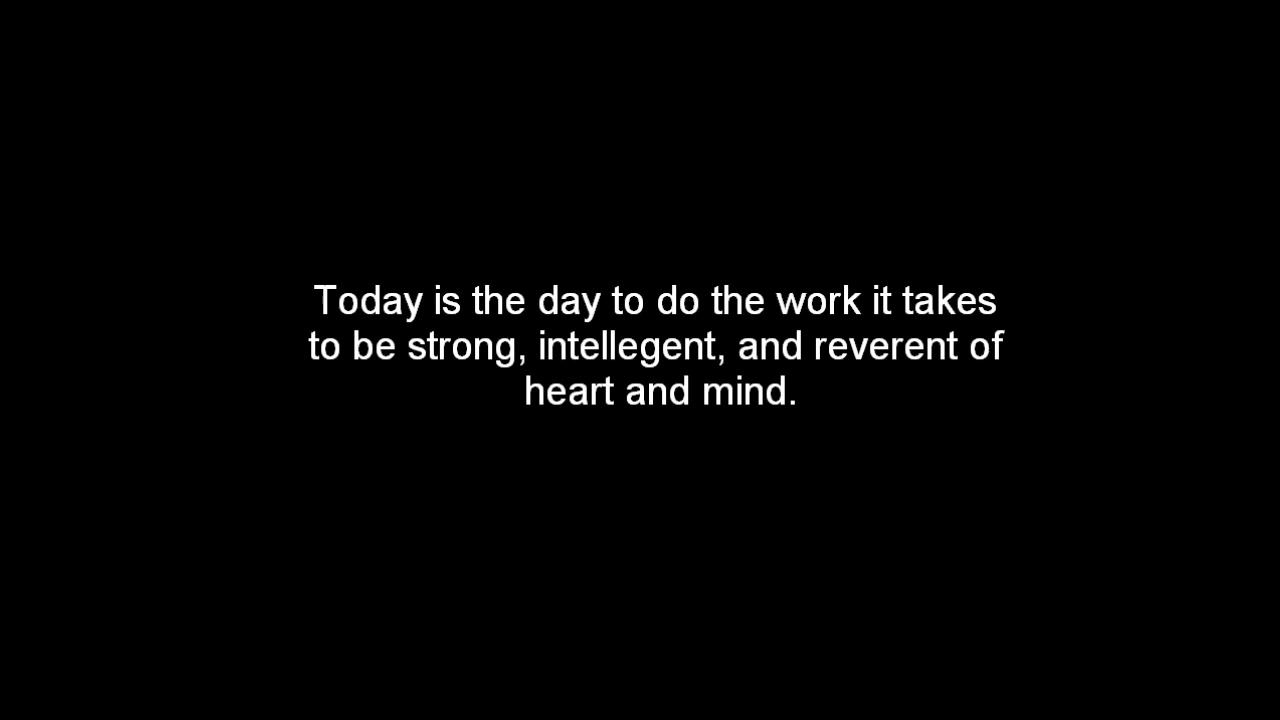 Today is the day to do the work it takes
to be strong, intellegent, and reverent of
heart and mind.